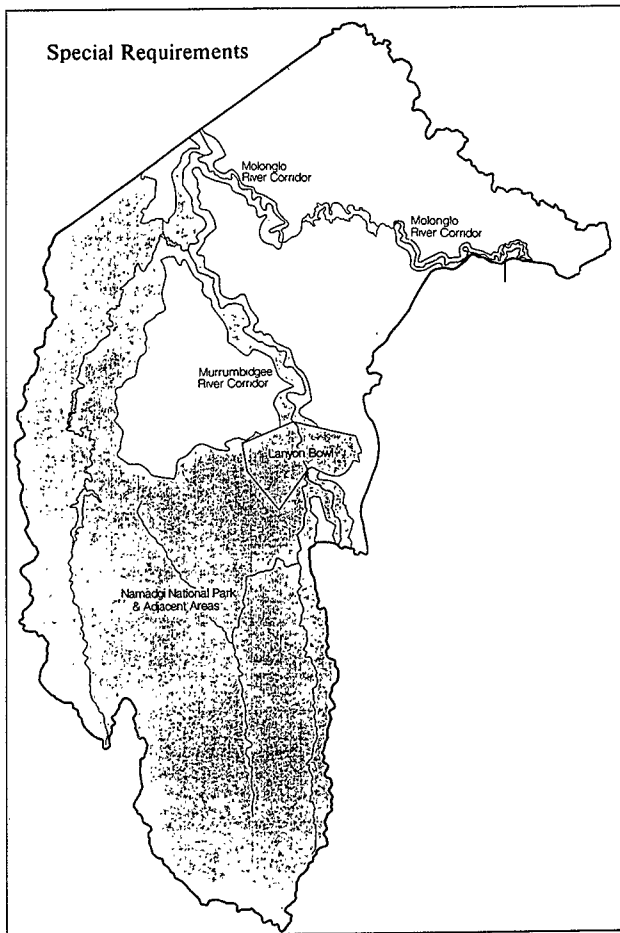 Special Requirements
Molonglo
River Corridor
Molonglo
River Corridor
Murrumbidgee
River Corridor
Lanyon Bowl
Namadgi National Park
& Adjacent Areas